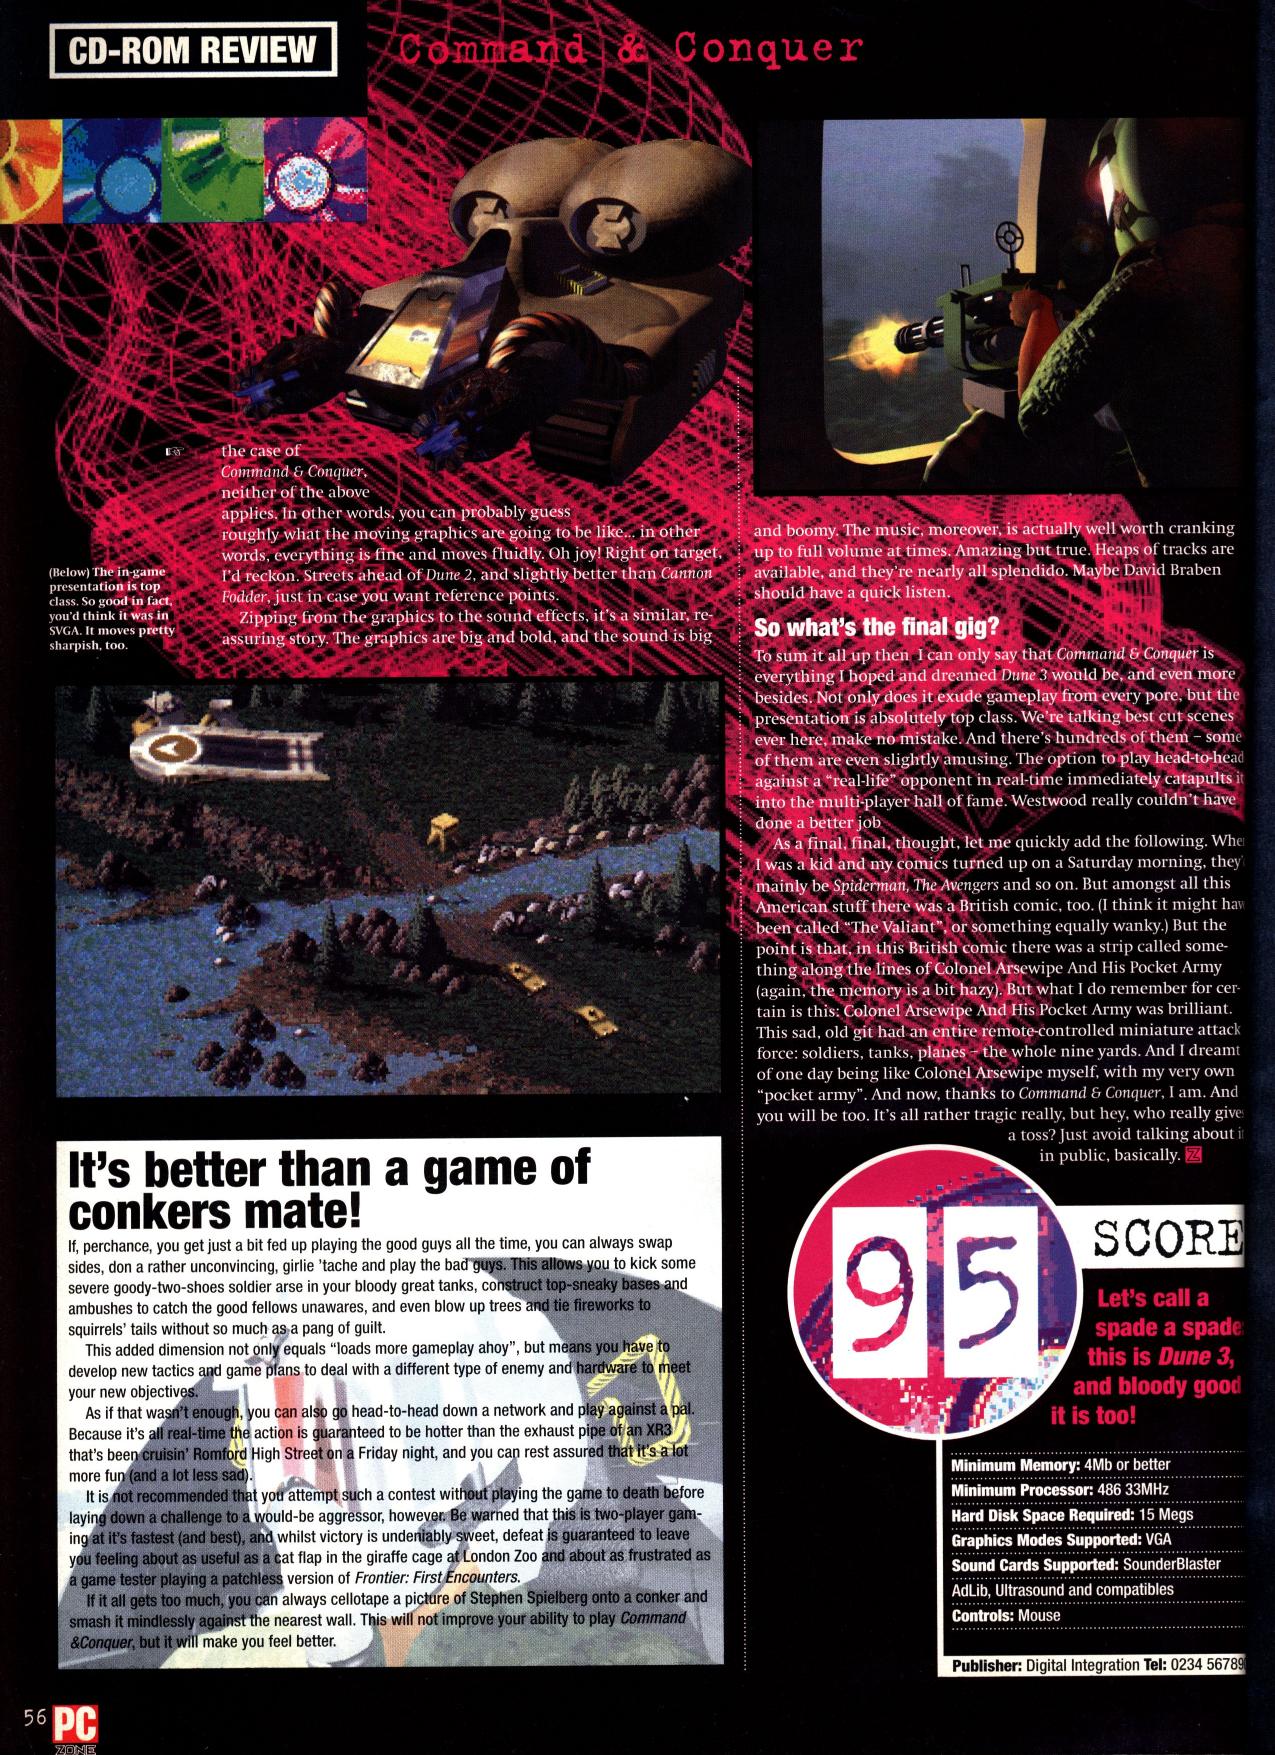 CD-ROM REVIEW
Command & Conquer
the case of
Command & Conquer,
neither of the above
applies. In other words, you can probably guess
roughly what the moving graphics are going to be like... in other
words, everything is fine and moves fluidly. Oh joy! Right on target,
I'd reckon. Streets ahead of Dune 2, and slightly better than Cannon
Fodder, just in case you want reference points.
Zipping from the graphics to the sound effects, it's a similar, re-
assuring story. The graphics are big and bold, and the sound is big
(Below) The in-game
presentation is top
class. So good in fact,
you'd think it was in
SVGA. It moves pretty
sharpish, too.
and boomy. The music, moreover, is actually well worth cranking
up to full volume at times. Amazing but true. Heaps of tracks are
available, and they're nearly all splendido. Maybe David Braben
should have a quick listen.
So what's the final gig?
To sum it all up then I can only say that Command & Conquer is
everything I hoped and dreamed Dune 3 would be, and even more
besides. Not only does it exude gameplay from every pore, but the
presentation is absolutely top class. We're talking best cut scenes
ever here, make no mistake. And there's hundreds of them – some
of them are even slightly amusing. The option to play head-to-head
against a "real-life" opponent in real-time immediately catapults it
into the multi-player hall of fame. Westwood really couldn't have
done a better job
As a final, final, thought, let me quickly add the following. Whe
I was a kid and my comics turned up on a Saturday morning, they'
mainly be Spiderman, The Avengers and so on. But amongst all this
American stuff there was a British comic, too. (I think it might hav
been called "The Valiant", or something equally wanky.) But the
point is that, in this British comic there was a strip called some-
thing along the lines of Colonel Arsewipe And His Pocket Army
(again, the memory is a bit hazy). But what I do remember for cer-
tain is this: Colonel Arsewipe And His Pocket Army was brilliant.
This sad, old git had an entire remote-controlled miniature attack
force: soldiers, tanks, planes – the whole nine yards. And I dreamt
of one day being like Colonel Arsewipe myself, with my very own
"pocket army". And now, thanks to Command & Conquer, I am. And
you will be too. It's all rather tragic really, but hey, who really give
a toss? Just avoid talking about i
in public, basically. Z
It's better than a game of
conkers mate!
If, perchance, you get just a bit fed up playing the good guys all the time, you can always swap
sides, don a rather unconvincing, girlie 'tache and play the bad guys. This allows you to kick some
severe goody-two-shoes soldier arse in your bloody great tanks, construct top-sneaky bases and
ambushes to catch the good fellows unawares, and even blow up trees and tie fireworks to
squirrels' tails without so much as a pang of guilt.
This added dimension not only equals "loads more gameplay ahoy", but means you have to
develop new tactics and game plans to deal with a different type of enemy and hardware to meet
your new objectives.
As if that wasn't enough, you can also go head-to-head down a network and play against a pal.
Because it's all real-time the action is guaranteed to be hotter than the exhaust pipe of an XR3
that's been cruisin' Romford High Street on a Friday night, and you can rest assured that it's a lot
more fun (and a lot less sad).
It is not recommended that you attempt such a contest without playing the game to death before
laying down a challenge to a would-be aggressor, however. Be warned that this is two-player gam-
ing at it's fastest (and best), and whilst victory is undeniably sweet, defeat is guaranteed to leave
you feeling about as useful as a cat flap in the giraffe cage at London Zoo and about as frustrated as
a game tester playing a patchless version of Frontier: First Encounters.
If it all gets too much, you can always cellotape a picture of Stephen Spielberg onto a conker and
smash it mindlessly against the nearest wall. This will not improve your ability to play Command
&Conquer, but it will make you feel better.
95
SCORE
Let's call a
spade a spade
this is Dune 3,
and bloody good
it is too!
Minimum Memory: 4Mb or better
Minimum Processor: 486 33MHz
Hard Disk Space Required: 15 Megs
Graphics Modes Supported: VGA
Sound Cards Supported: SounderBlaster
AdLib, Ultrasound and compatibles
Controls: Mouse
Publisher: Digital Integration Tel: 0234 56789
56
PC
ZONE